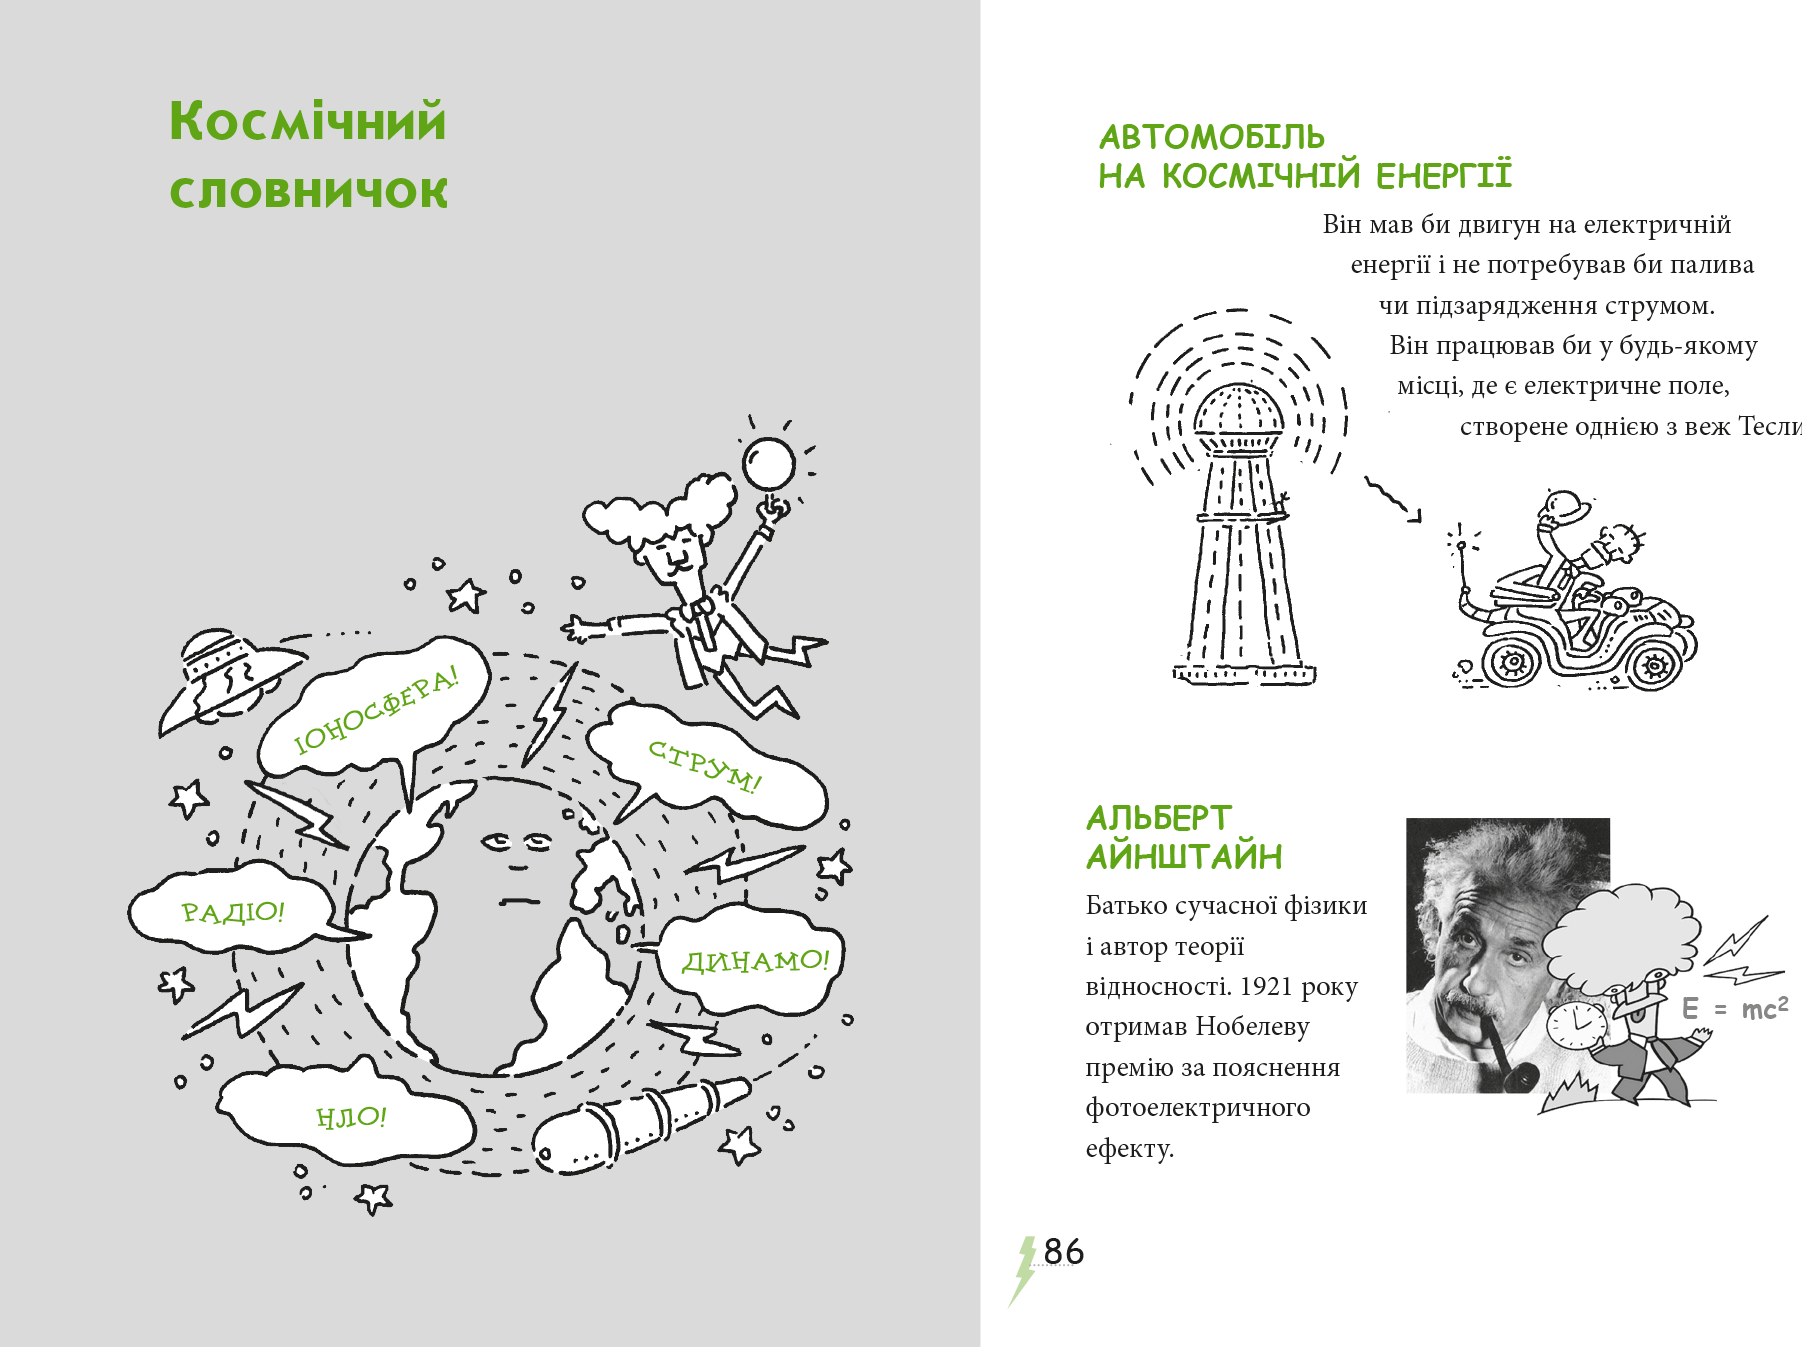 Космічний
словничок
ІОНОСФЕРА!
СТРУМ!
РАДІО!
ДИНАМО!
НЛО!
АВТОМОБІЛЬ
НА КОСМІЧНІЙ ЕНЕРГІЇ
Він мав би двигун на електричній
енергії і не потребував би палива
чи підзарядження струмом.
Він працював би у будь-якому
місці, де є електричне поле,
створене однією з веж Тесли
АЛЬБЕРТ
АЙНШТАЙН
Батько сучасної фізики
і автор теорії
відносності. 1921 року
отримав Нобелеву
премію за пояснення
фотоелектричного
ефекту.
E = mc²
86